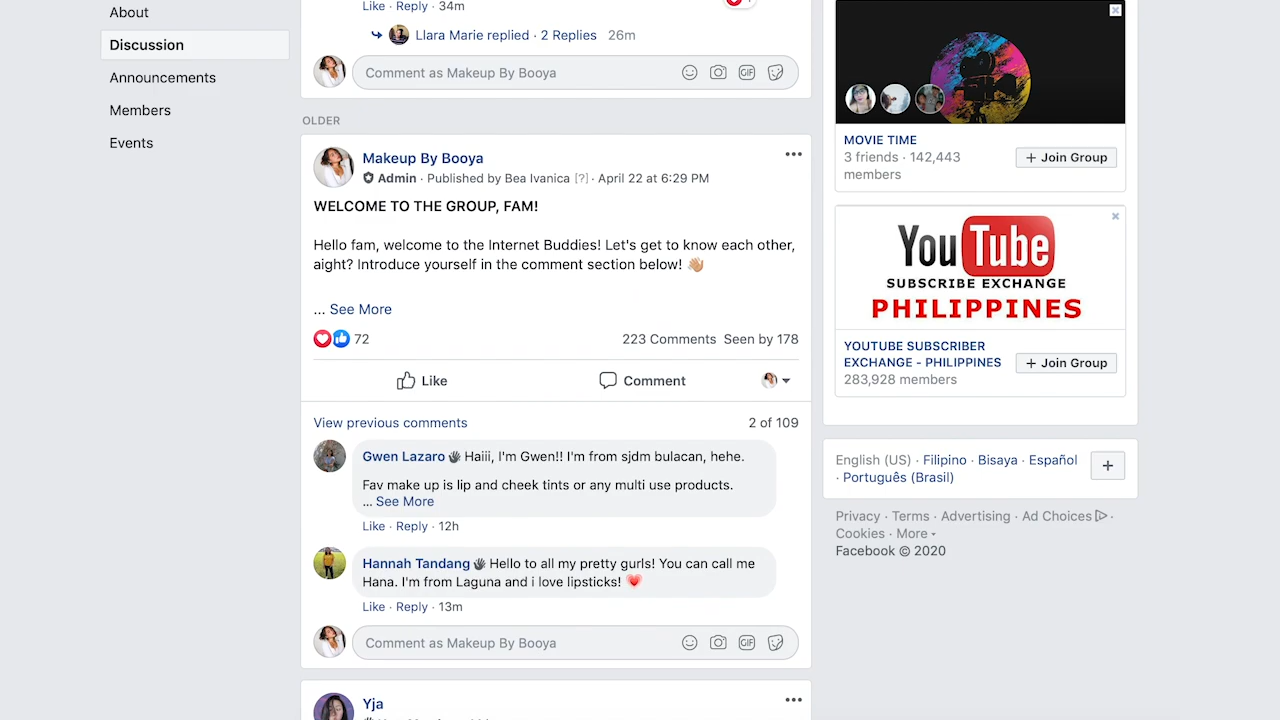 About
Discussion
Announcements
Members
Events
Like · Reply · 34m
Llara Marie replied · 2 Replies 26m
Comment as Makeup By Booya
GIF
OLDER
Makeup By Booya
Admin · Published by Bea Ivanica [?] · April 22 at 6:29 PM
WELCOME TO THE GROUP, FAM!
Hello fam, welcome to the Internet Buddies! Let's get to know each other,
aight? Introduce yourself in the comment section below! 👋🏼
... See More
72
223 Comments Seen by 178
Like
Comment
View previous comments
2 of 109
Gwen Lazaro Haiii, I'm Gwen!! I'm from sjdm bulacan, hehe.
Fav make up is lip and cheek tints or any multi use products.
... See More
Like · Reply · 12h
Hannah Tandang Hello to all my pretty gurls! You can call me
Hana. I'm from Laguna and i love lipsticks! ❤️
Like · Reply · 13m
Comment as Makeup By Booya
GIF
Yja
MOVIE TIME
3 friends · 142,443
members
+ Join Group
YouTube
SUBSCRIBE EXCHANGE
PHILIPPINES
YOUTUBE SUBSCRIBER
EXCHANGE - PHILIPPINES
283,928 members
+ Join Group
English (US) · Filipino · Bisaya · Español
· Português (Brasil)
Privacy · Terms · Advertising · Ad Choices ·
Cookies · More
Facebook © 2020